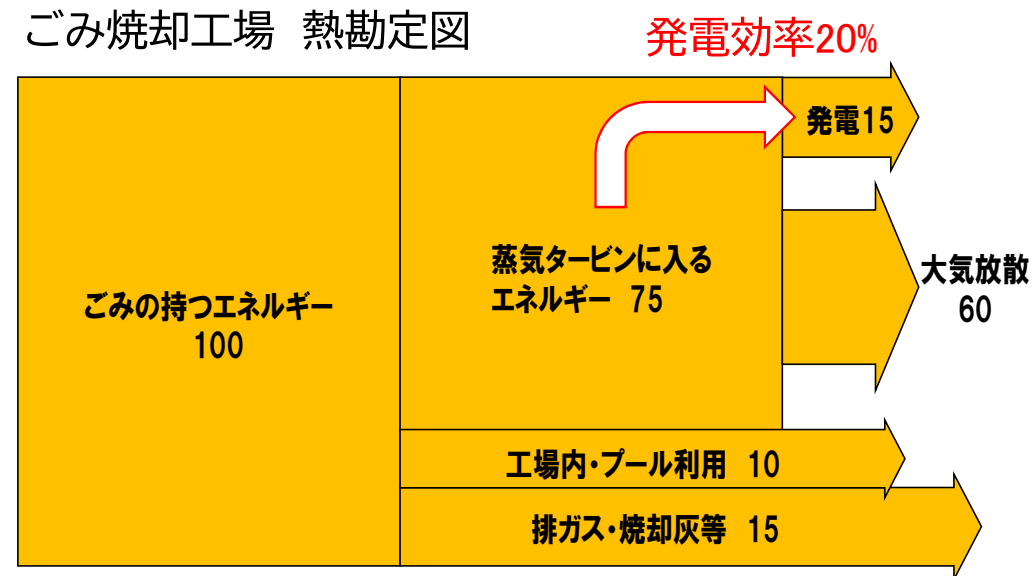 ごみ焼却工場 熱勘定図
発電効率20%
発電15
蒸気タービンに入る
エネルギー 75
大気放散
60
ごみの持つエネルギー
100
工場内・プール利用 10
排ガス・焼却灰等 15